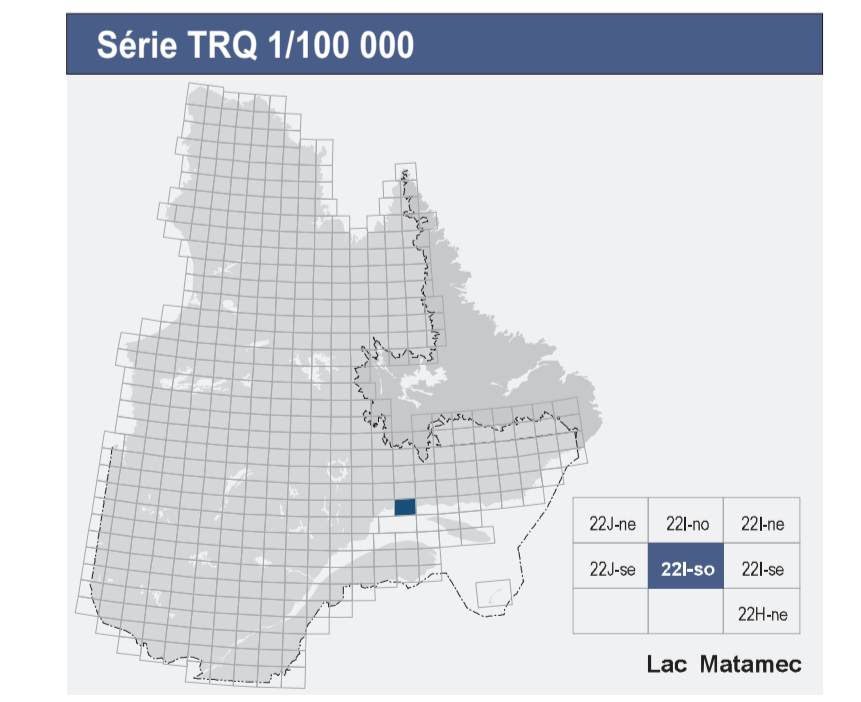 Série TRQ 1/100 000
22J-ne 22I-no 22I-ne
22J-se 22I-so 22I-se
22H-ne
Lac Matamec